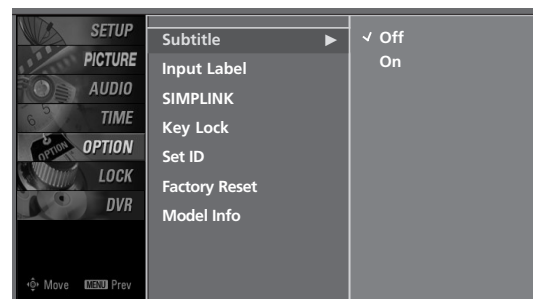 SETUP
PICTURE
AUDIO
TIME
OPTION
LOCK
DVR
Move MENU Prev
Subtitle
Input Label
SIMPLINK
Key Lock
Set ID
Factory Reset
Model Info
Off
On